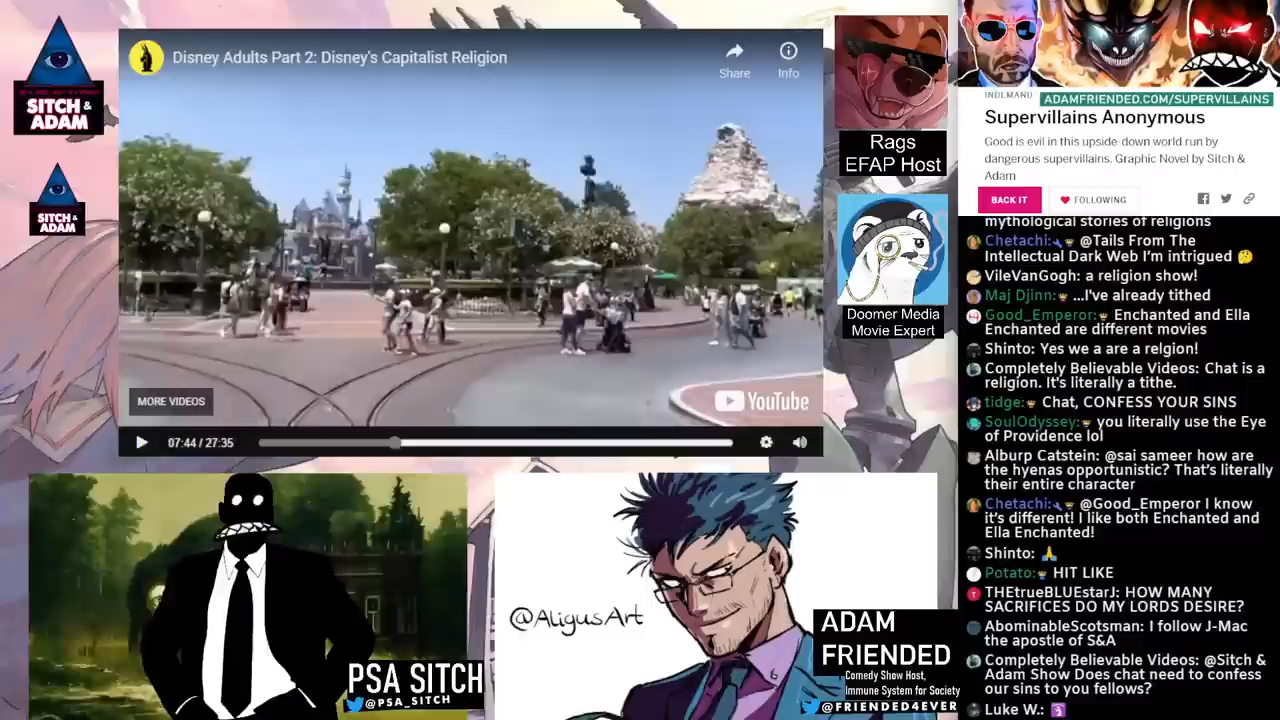 SITCH &
ADAM
SITCH &
ADAM
Disney Adults Part 2: Disney's Capitalist Religion
Share
Info
MORE VIDEOS
YouTube
07:44 / 27:35
Rags
EFAP Host
Doomer Media
Movie Expert
INDEMAND
ADAMFRIENDED.COM/SUPERVILLAINS
Supervillains Anonymous
Good is evil in this upside-down world run by
dangerous supervillains. Graphic Novel by Sitch &
Adam
BACK IT
FOLLOWING
mythological stories of religions
Chetachi: @Tails From The
Intellectual Dark Web I'm intrigued 🤔
VileVanGogh: a religion show!
Maj Djinn: ...I've already tithed
Good_Emperor: Enchanted and Ella
Enchanted are different movies
Shinto: Yes we a are a relgion!
Completely Believable Videos: Chat is a
religion. It's literally a tithe.
tidge: Chat, CONFESS YOUR SINS
SoulOdyssey: you literally use the Eye
of Providence lol
Alburp Catstein: @sai sameer how are
the hyenas opportunistic? That's literally
their entire character
Chetachi: @Good_Emperor I know
it's different! I like both Enchanted and
Ella Enchanted!
Shinto: 🙏
Potato: HIT LIKE
THEtrueBLUEstarJ: HOW MANY
SACRIFICES DO MY LORDS DESIRE?
AbominableScotsman: I follow J-Mac
the apostle of S&A
Completely Believable Videos: @Sitch &
Adam Show Does chat need to confess
our sins to you fellows?
Luke W.: 🛐
PSA SITCH
@PSA_SITCH
@AligusArt
ADAM
FRIENDED
Comedy Show Host,
Immune System for Society
@FRIENDED4EVER